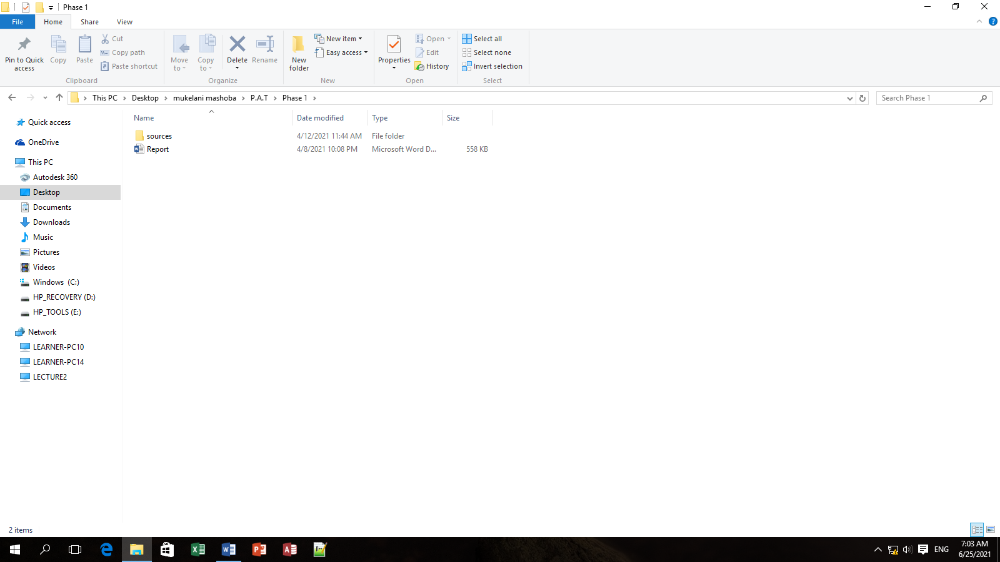 Phase 1
File Home Share View
Pin to Quick access
Copy
Paste
Cut
Copy path
Paste shortcut
Clipboard
Move to
Copy to
Delete
Rename
Organize
New folder
New item
Easy access
New
Properties
Open
Edit
History
Open
Select all
Select none
Invert selection
Select
This PC Desktop mukelani mashoba P.A.T Phase 1
Search Phase 1
Name Date modified Type Size
sources 4/12/2021 11:44 AM File folder
Report 4/8/2021 10:08 PM Microsoft Word D... 558 KB
Quick access
OneDrive
This PC
Autodesk 360
Desktop
Documents
Downloads
Music
Pictures
Videos
Windows (C:)
HP_RECOVERY (D:)
HP_TOOLS (E:)
Network
LEARNER-PC10
LEARNER-PC14
LECTURE2
2 items
ENG
7:03 AM
6/25/2021